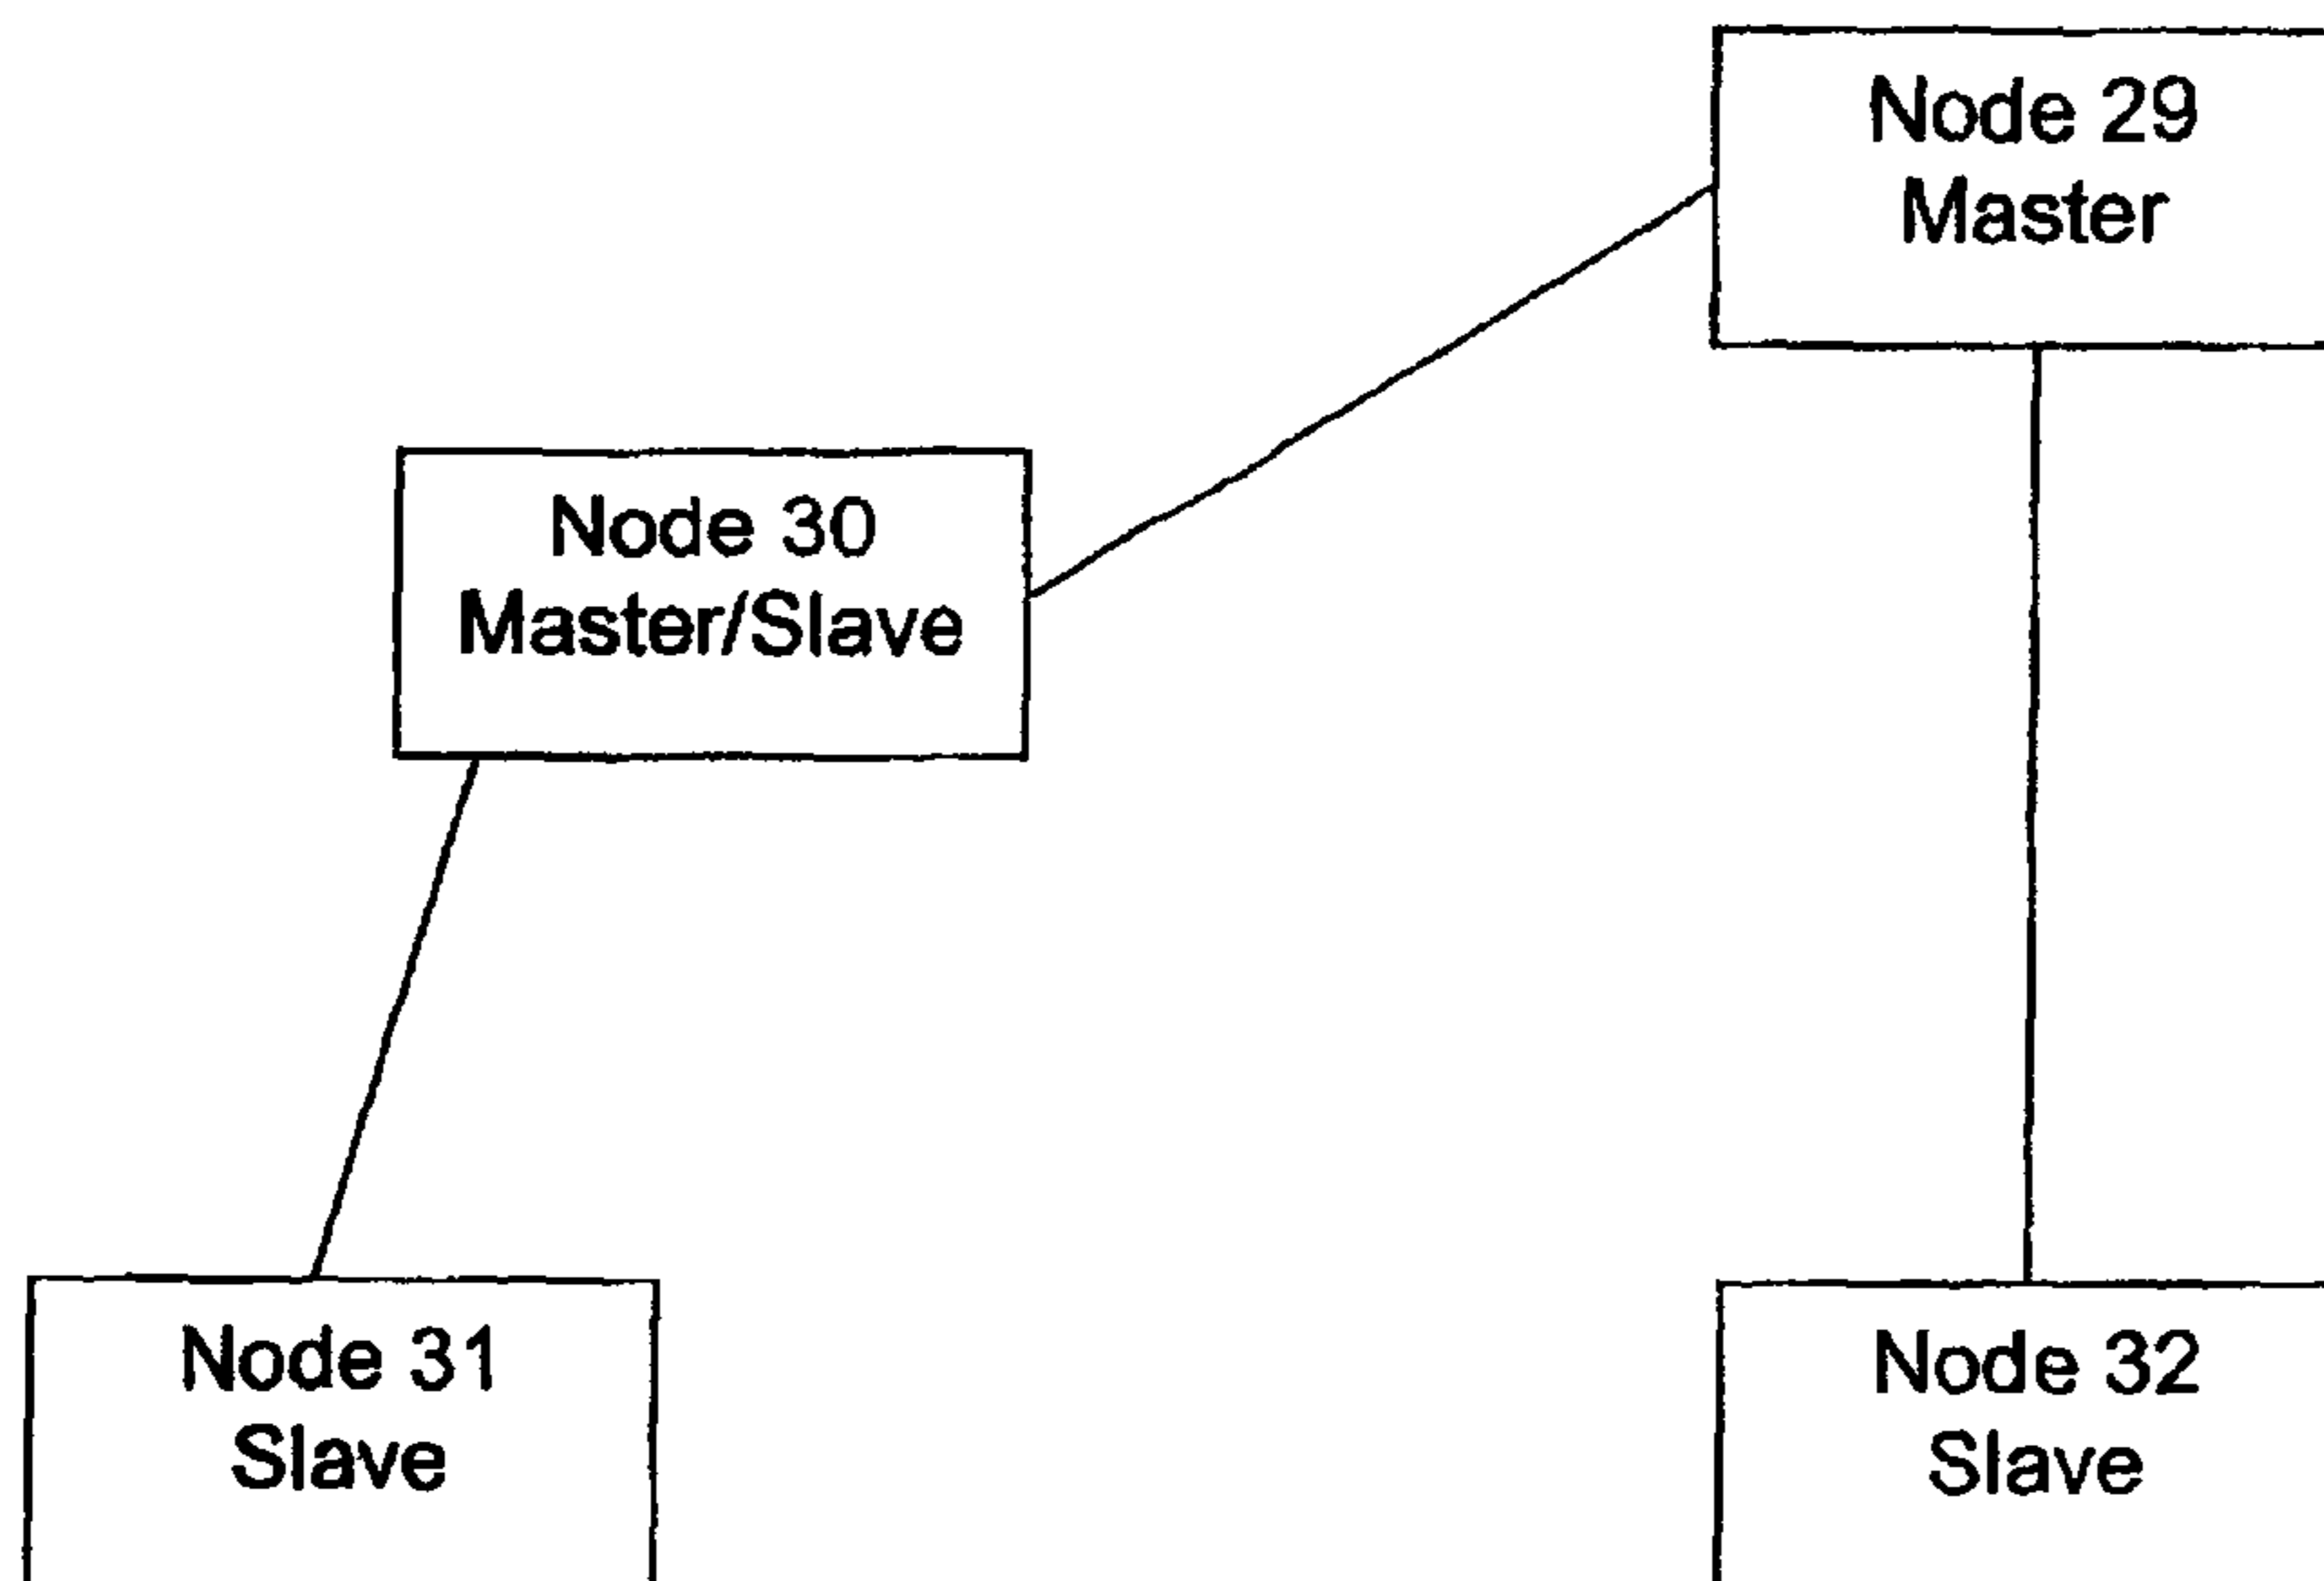 Node 29
Master
Node 30
Master/Slave
Node 31
Slave
Node 32
Slave